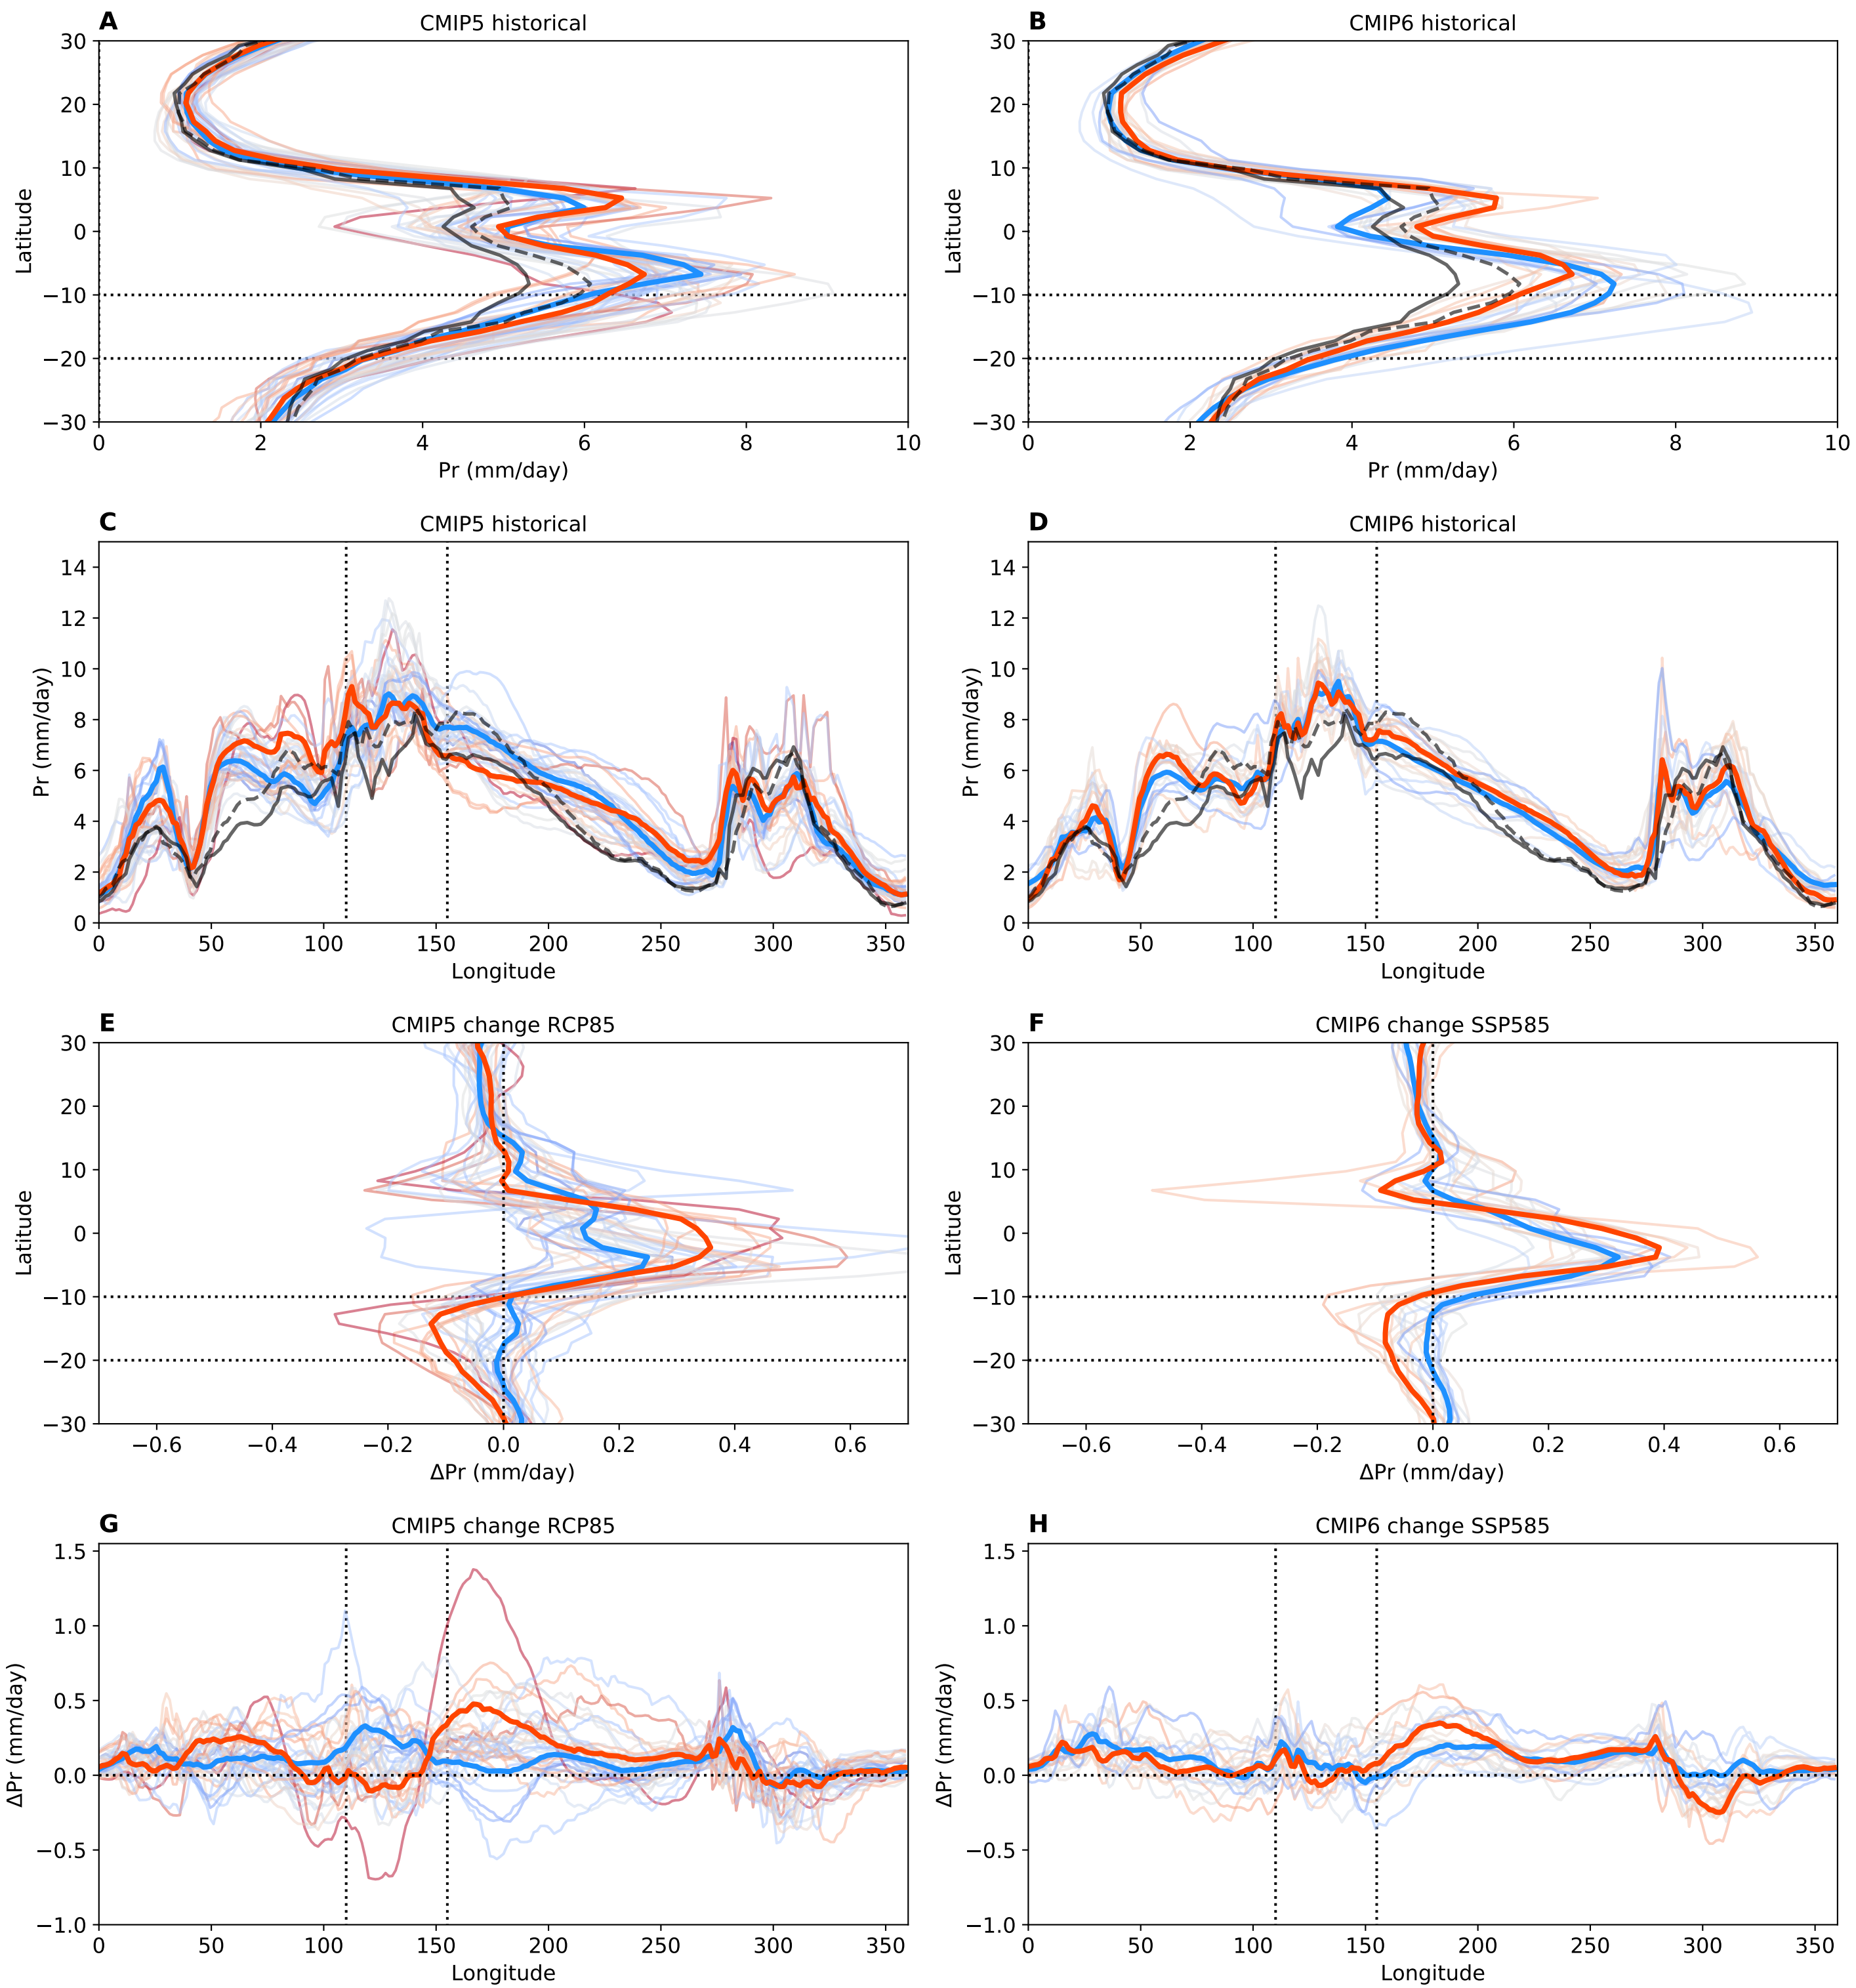 A CMIP5 historical
30
20
10
0
−10
−20
−30
Latitude
0 2 4 6 8 10
Pr (mm/day)
B CMIP6 historical
30
20
10
0
−10
−20
−30
Latitude
0 2 4 6 8 10
Pr (mm/day)
C CMIP5 historical
14
12
10
8
6
4
2
0
Pr (mm/day)
0 50 100 150 200 250 300 350
Longitude
D CMIP6 historical
14
12
10
8
6
4
2
0
Pr (mm/day)
0 50 100 150 200 250 300 350
Longitude
E CMIP5 change RCP85
30
20
10
0
−10
−20
−30
Latitude
−0.6 −0.4 −0.2 0.0 0.2 0.4 0.6
ΔPr (mm/day)
F CMIP6 change SSP585
30
20
10
0
−10
−20
−30
Latitude
−0.6 −0.4 −0.2 0.0 0.2 0.4 0.6
ΔPr (mm/day)
G CMIP5 change RCP85
1.5
1.0
0.5
0.0
−0.5
−1.0
ΔPr (mm/day)
0 50 100 150 200 250 300 350
Longitude
H CMIP6 change SSP585
1.5
1.0
0.5
0.0
−0.5
−1.0
ΔPr (mm/day)
0 50 100 150 200 250 300 350
Longitude